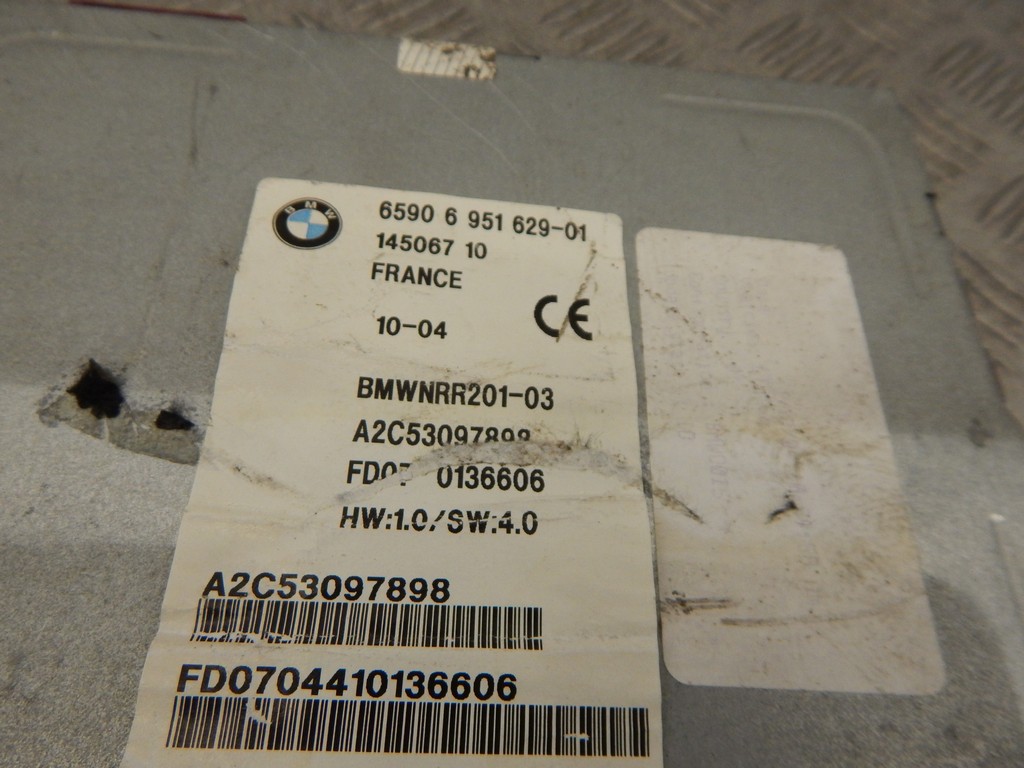 BMW
6590 6 951 629-01
145067 10
FRANCE
CE
10-04
BMWNRR201-03
A2C53097898
0136606
HW:1.0/SW:4.0
A2C53097898
FD0704410136606